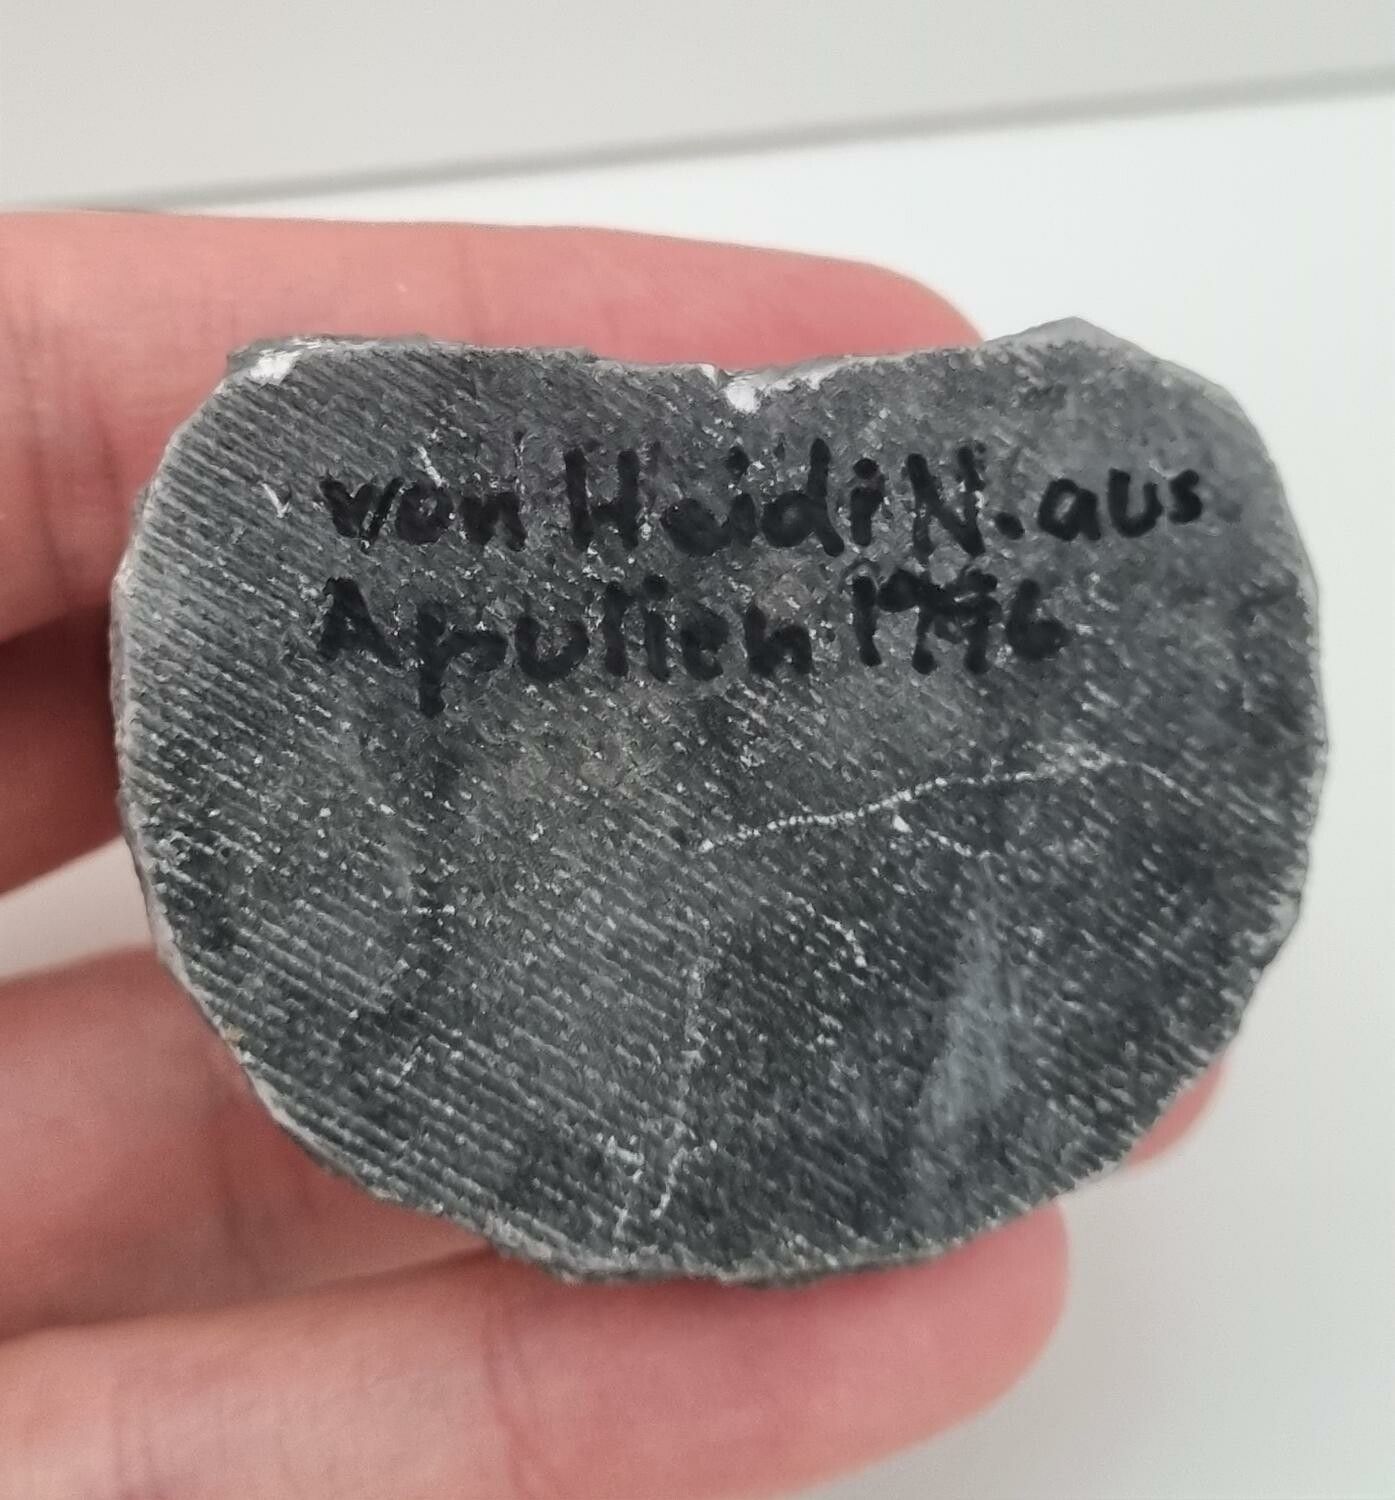 von Heidi N. aus
Apulien 1996